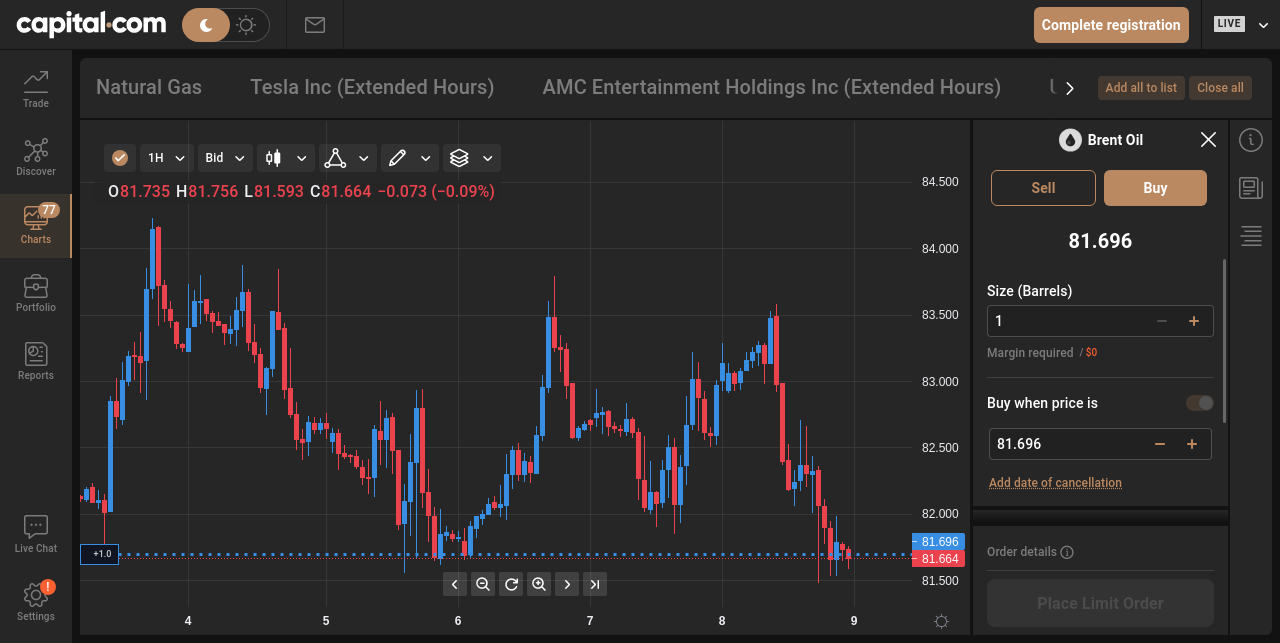 capital.com
Complete registration
LIVE
Trade
Discover
77
Charts
Portfolio
Reports
Live Chat
!
Settings
Natural Gas
Tesla Inc (Extended Hours)
AMC Entertainment Holdings Inc (Extended Hours)
Add all to list
Close all
1H
Bid
O81.735 H81.756 L81.593 C81.664 −0.073 (−0.09%)
84.500
84.000
83.500
83.000
82.500
82.000
81.696
81.664
81.500
+1.0
4 5 6 7 8 9
Brent Oil
Sell
Buy
81.696
Size (Barrels)
1
Margin required / $0
Buy when price is
81.696
Add date of cancellation
Order details
Place Limit Order